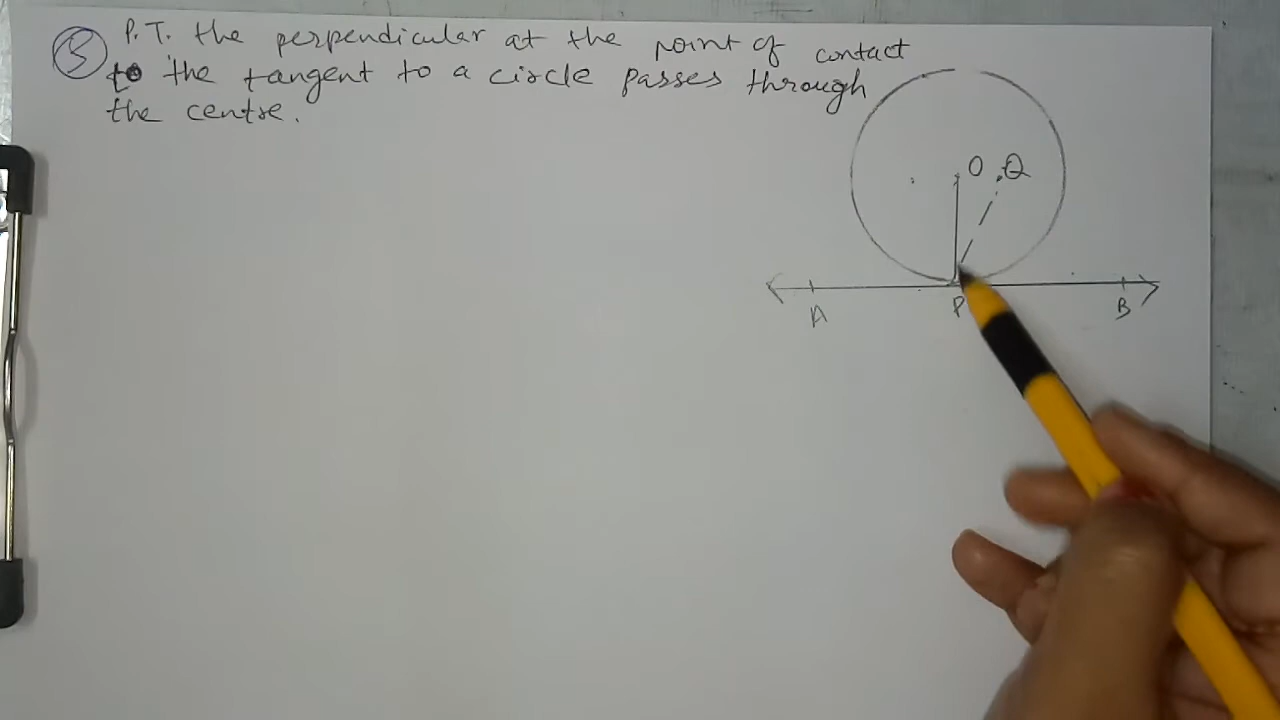 5 P.T. the perpendicular at the point of contact
to the tangent to a circle passes through
the centre.
O Q
A P B